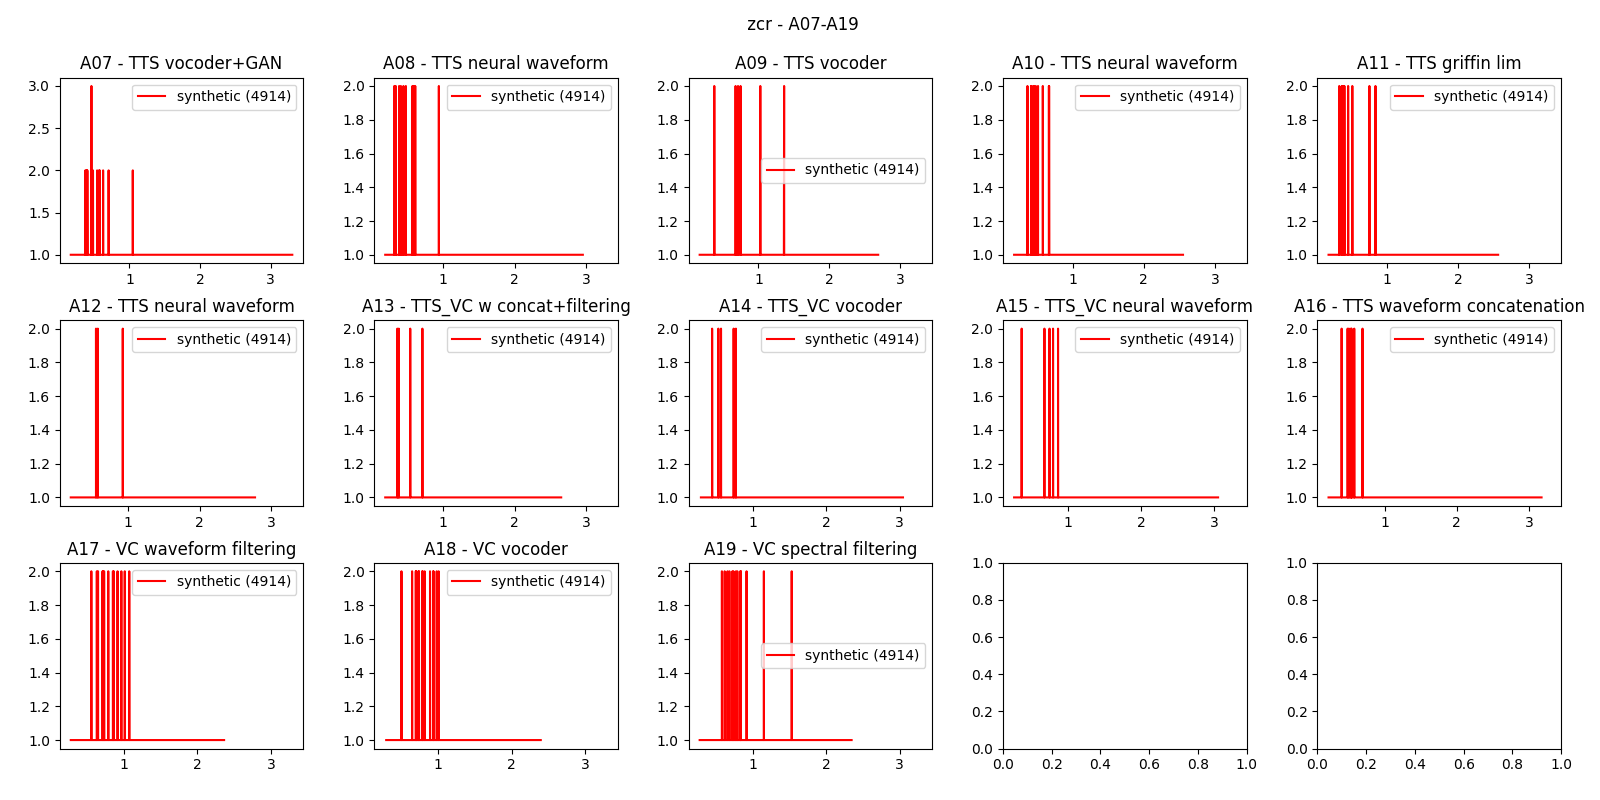 zcr - A07-A19
A07 - TTS vocoder+GAN
A08 - TTS neural waveform
A09 - TTS vocoder
A10 - TTS neural waveform
A11 - TTS griffin lim
3.0
2.5
2.0
1.5
1.0
synthetic (4914)
1 2 3
2.0
1.8
1.6
1.4
1.2
1.0
synthetic (4914)
1 2 3
2.0
1.8
1.6
1.4
1.2
1.0
synthetic (4914)
1 2 3
2.0
1.8
1.6
1.4
1.2
1.0
synthetic (4914)
1 2 3
2.0
1.8
1.6
1.4
1.2
1.0
synthetic (4914)
1 2 3
A12 - TTS neural waveform
A13 - TTS_VC w concat+filtering
A14 - TTS_VC vocoder
A15 - TTS_VC neural waveform
A16 - TTS waveform concatenation
2.0
1.8
1.6
1.4
1.2
1.0
synthetic (4914)
1 2 3
2.0
1.8
1.6
1.4
1.2
1.0
synthetic (4914)
1 2 3
2.0
1.8
1.6
1.4
1.2
1.0
synthetic (4914)
1 2 3
2.0
1.8
1.6
1.4
1.2
1.0
synthetic (4914)
1 2 3
2.0
1.8
1.6
1.4
1.2
1.0
synthetic (4914)
1 2 3
A17 - VC waveform filtering
A18 - VC vocoder
A19 - VC spectral filtering
2.0
1.8
1.6
1.4
1.2
1.0
synthetic (4914)
1 2 3
2.0
1.8
1.6
1.4
1.2
1.0
synthetic (4914)
1 2 3
2.0
1.8
1.6
1.4
1.2
1.0
synthetic (4914)
1 2 3
1.0
0.8
0.6
0.4
0.2
0.0
0.0 0.2 0.4 0.6 0.8 1.0
1.0
0.8
0.6
0.4
0.2
0.0
0.0 0.2 0.4 0.6 0.8 1.0